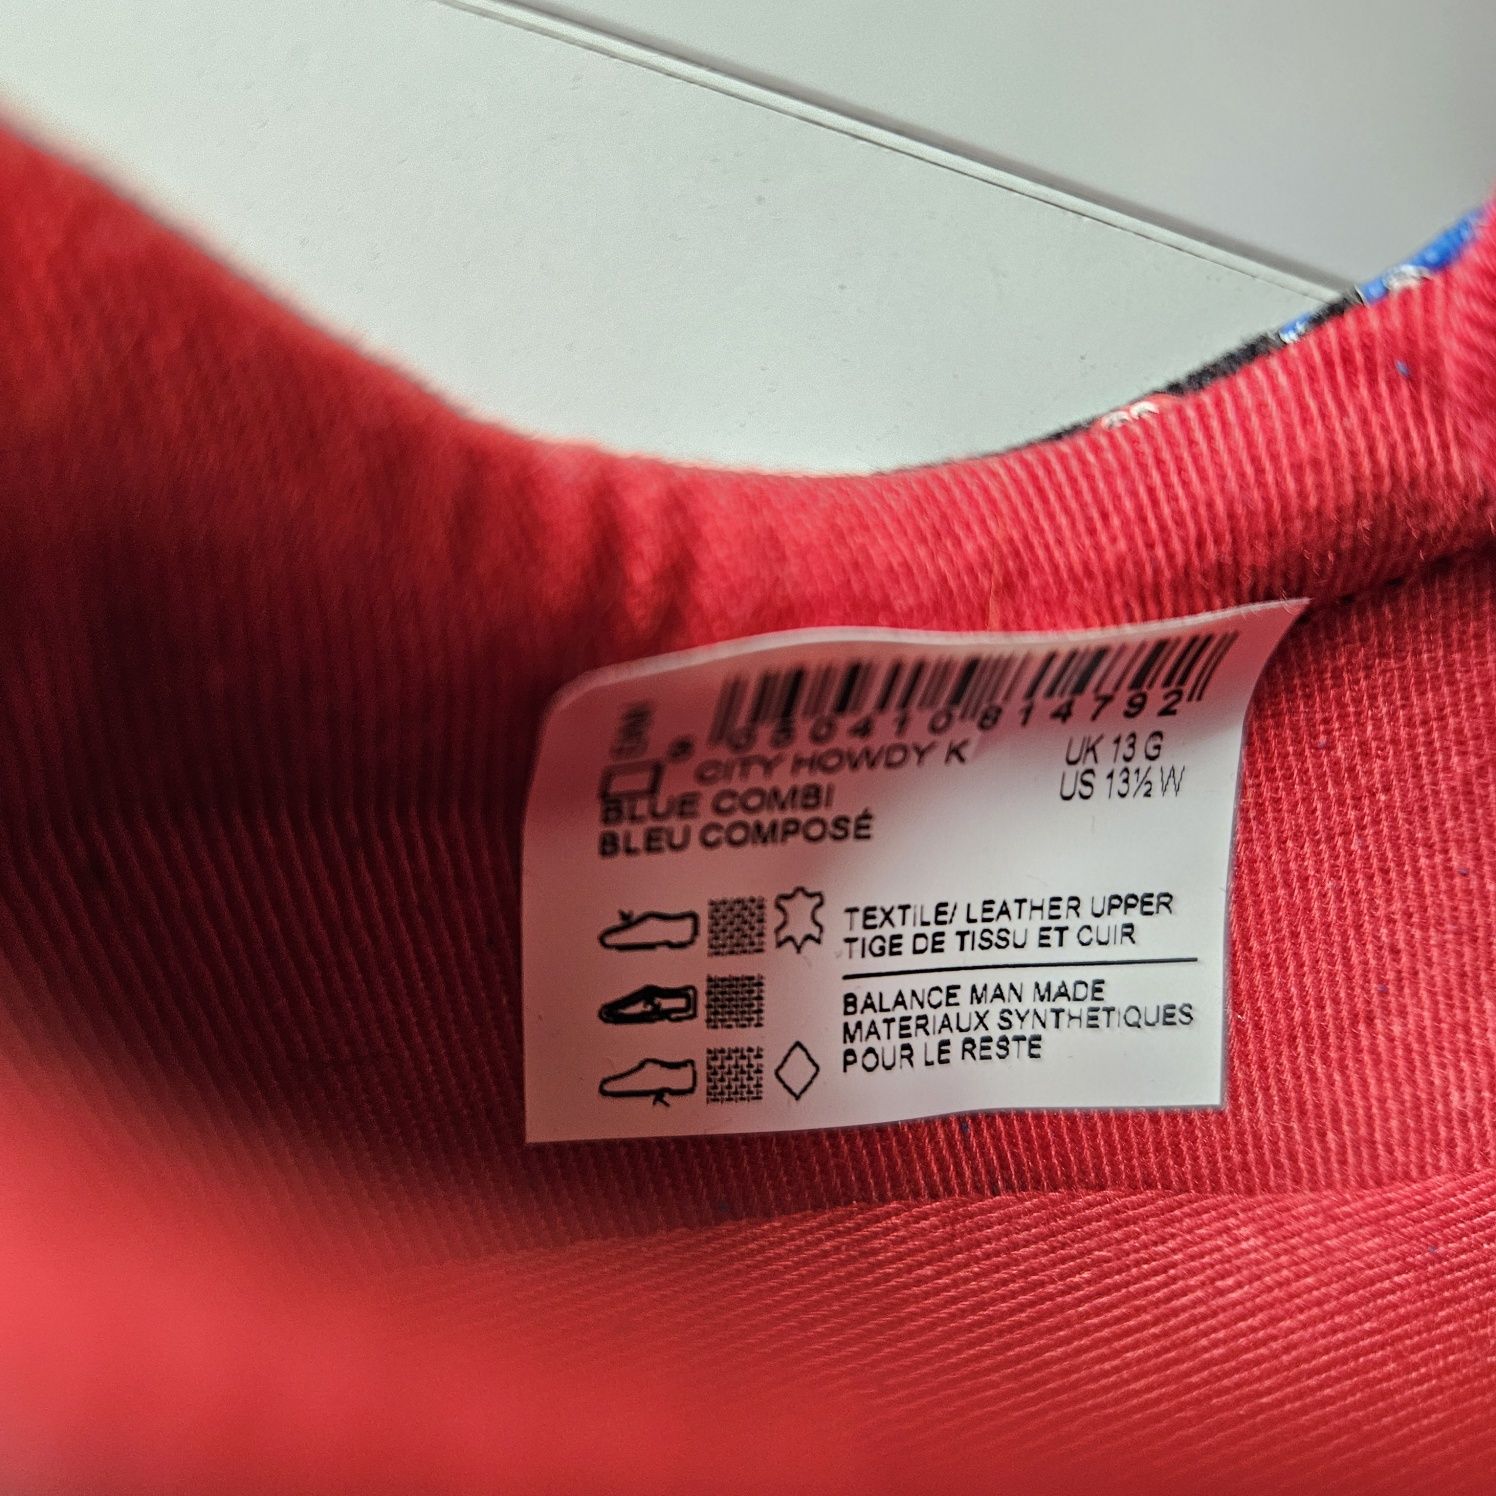 5050410814792
CITY HOWDY K
UK 13 G
US 13½ W
BLUE COMBI
BLEU COMPOSÉ
TEXTILE/ LEATHER UPPER
TIGE DE TISSU ET CUIR
BALANCE MAN MADE
MATERIAUX SYNTHETIQUES
POUR LE RESTE